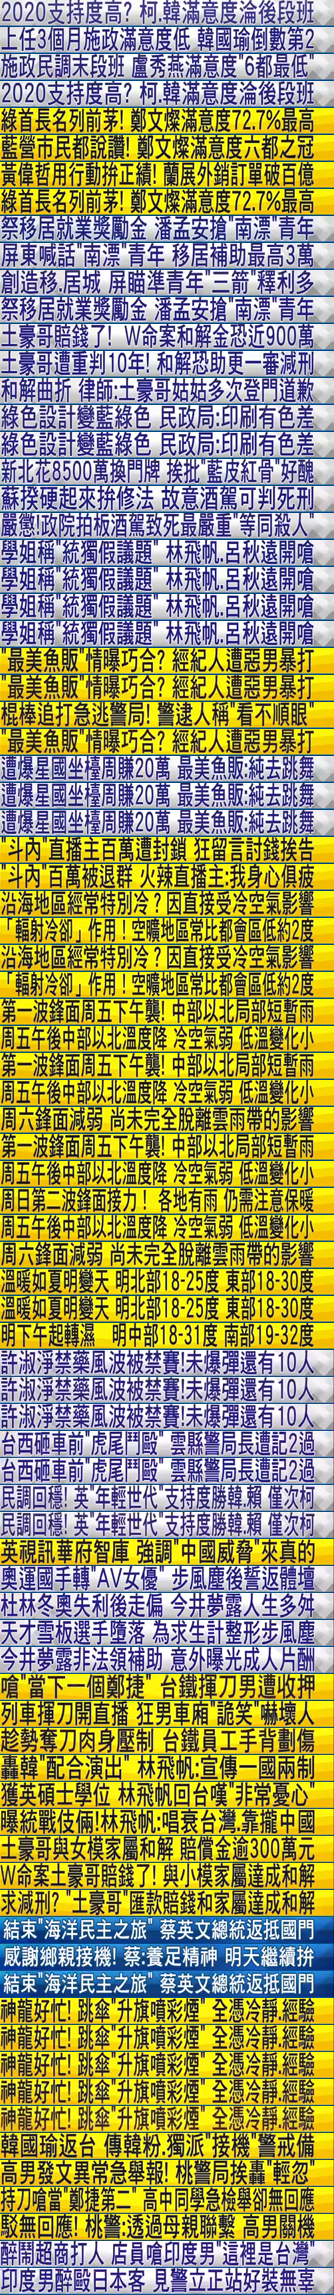 2020支持度高? 柯.韓滿意度淪後段班
上任3個月施政滿意度低 韓國瑜倒數第2
施政民調末段班 盧秀燕滿意度"6都最低"
2020支持度高? 柯.韓滿意度淪後段班
綠首長名列前茅! 鄭文燦滿意度72.7%最高
藍營市民都說讚! 鄭文燦滿意度六都之冠
黃偉哲用行動拚正績! 蘭展外銷訂單破百億
綠首長名列前茅! 鄭文燦滿意度72.7%最高
祭移居就業獎勵金 潘孟安搶"南漂"青年
屏東喊話"南漂"青年 移居補助最高3萬
創造移.居城 屏瞄準青年"三箭"釋利多
祭移居就業獎勵金 潘孟安搶"南漂"青年
土豪哥賠錢了! W命案和解金恐近900萬
土豪哥遭重判10年! 和解恐助更一審減刑
和解曲折 律師:土豪哥姑姑多次登門道歉
綠色設計變藍綠色 民政局:印刷有色差
綠色設計變藍綠色 民政局:印刷有色差
新北花8500萬換門牌 挨批"藍皮紅骨"好醜
蘇揆硬起來拚修法 故意酒駕可判死刑
嚴懲!政院拍板酒駕致死最嚴重"等同殺人"
學姐稱"統獨假議題" 林飛帆.呂秋遠開嗆
學姐稱"統獨假議題" 林飛帆.呂秋遠開嗆
學姐稱"統獨假議題" 林飛帆.呂秋遠開嗆
學姐稱"統獨假議題" 林飛帆.呂秋遠開嗆
"最美魚販"情曝巧合? 經紀人遭惡男暴打
"最美魚販"情曝巧合? 經紀人遭惡男暴打
棍棒追打急逃警局! 警逮人稱"看不順眼"
"最美魚販"情曝巧合? 經紀人遭惡男暴打
遭爆星國坐檯周賺20萬 最美魚販:純去跳舞
遭爆星國坐檯周賺20萬 最美魚販:純去跳舞
遭爆星國坐檯周賺20萬 最美魚販:純去跳舞
"斗內"直播主百萬遭封鎖 狂留言討錢挨告
"斗內"百萬被退群 火辣直播主:我身心俱疲
沿海地區經常特別冷？因直接受冷空氣影響
「輻射冷卻」作用！空曠地區常比都會區低約2度
沿海地區經常特別冷？因直接受冷空氣影響
「輻射冷卻」作用！空曠地區常比都會區低約2度
第一波鋒面周五下午襲! 中部以北局部短暫雨
周五午後中部以北溫度降 冷空氣弱 低溫變化小
第一波鋒面周五下午襲! 中部以北局部短暫雨
周五午後中部以北溫度降 冷空氣弱 低溫變化小
周六鋒面減弱 尚未完全脫離雲雨帶的影響
第一波鋒面周五下午襲! 中部以北局部短暫雨
周五午後中部以北溫度降 冷空氣弱 低溫變化小
周日第二波鋒面接力！ 各地有雨 仍需注意保暖
周五午後中部以北溫度降 冷空氣弱 低溫變化小
周六鋒面減弱 尚未完全脫離雲雨帶的影響
溫暖如夏明變天 明北部18-25度 東部18-30度
溫暖如夏明變天 明北部18-25度 東部18-30度
明下午起轉濕 明中部18-31度 南部19-32度
許淑淨禁藥風波被禁賽!未爆彈還有10人
許淑淨禁藥風波被禁賽!未爆彈還有10人
許淑淨禁藥風波被禁賽!未爆彈還有10人
台西砸車前"虎尾鬥毆" 雲縣警局長遭記2過
台西砸車前"虎尾鬥毆" 雲縣警局長遭記2過
民調回穩! 英"年輕世代"支持度勝韓.賴 僅次柯
民調回穩! 英"年輕世代"支持度勝韓.賴 僅次柯
英視訊華府智庫 強調"中國威脅"來真的
奧運國手轉"AV女優" 步風塵後誓返體壇
杜林冬奧失利後走偏 今井夢露人生多舛
天才雪板選手墮落 為求生計整形步風塵
今井夢露非法領補助 意外曝光成人片酬
嗆"當下一個鄭捷" 台鐵揮刀男遭收押
列車揮刀開直播 狂男車廂"詭笑"嚇壞人
趁勢奪刀肉身壓制 台鐵員工手背劃傷
轟韓"配合演出" 林飛帆:宣傳一國兩制
獲英碩士學位 林飛帆回台嘆"非常憂心"
曝統戰伎倆!林飛帆:唱衰台灣.靠攏中國
土豪哥與女模家屬和解 賠償金逾300萬元
W命案土豪哥賠錢了! 與小模家屬達成和解
求減刑? "土豪哥"匯款賠錢和家屬達成和解
結束"海洋民主之旅" 蔡英文總統返抵國門
感謝鄉親接機! 蔡:養足精神 明天繼續拚
結束"海洋民主之旅" 蔡英文總統返抵國門
神龍好忙! 跳傘"升旗噴彩煙" 全憑冷靜.經驗
神龍好忙! 跳傘"升旗噴彩煙" 全憑冷靜.經驗
神龍好忙! 跳傘"升旗噴彩煙" 全憑冷靜.經驗
神龍好忙! 跳傘"升旗噴彩煙" 全憑冷靜.經驗
神龍好忙! 跳傘"升旗噴彩煙" 全憑冷靜.經驗
韓國瑜返台 傳韓粉.獨派"接機"警戒備
高男發文異常急舉報! 桃警局挨轟"輕忽"
持刀嗆當"鄭捷第二" 高中同學急檢舉卻無回應
駁無回應! 桃警:透過母親聯繫 高男關機
醉鬧超商打人 店員嗆印度男"這裡是台灣"
印度男醉毆日本客 見警立正站好裝無辜